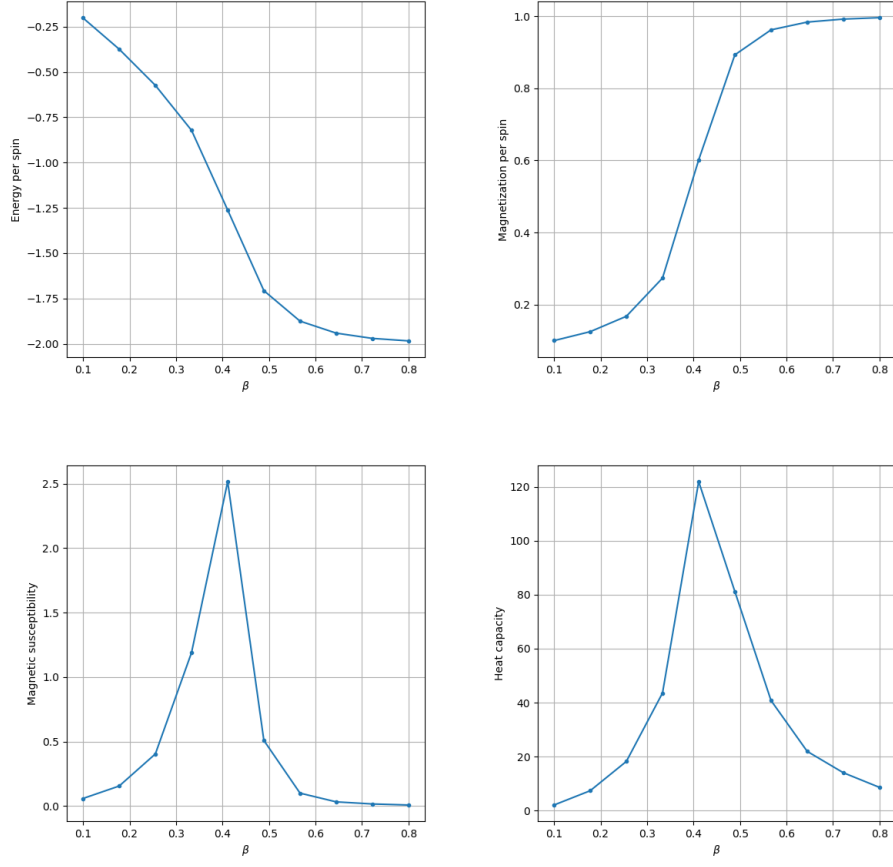 −0.25
−0.50
−0.75
−1.00
−1.25
−1.50
−1.75
−2.00
Energy per spin
0.1 0.2 0.3 0.4 0.5 0.6 0.7 0.8
β
1.0
0.8
0.6
0.4
0.2
Magnetization per spin
0.1 0.2 0.3 0.4 0.5 0.6 0.7 0.8
β
2.5
2.0
1.5
1.0
0.5
0.0
Magnetic susceptibility
0.1 0.2 0.3 0.4 0.5 0.6 0.7 0.8
β
120
100
80
60
40
20
0
Heat capacity
0.1 0.2 0.3 0.4 0.5 0.6 0.7 0.8
β